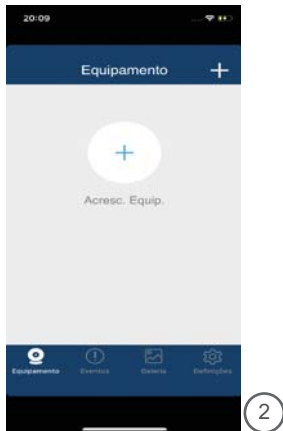 20:09
Equipamento
Acresc. Equip.
Equipamento Eventos Galeria Definições
2